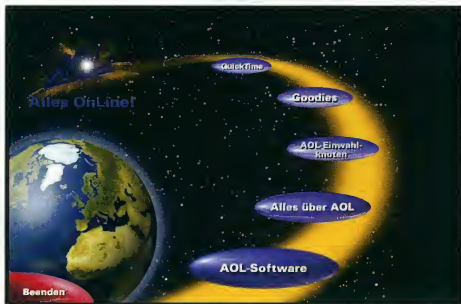 QuickTime
Alles OnLine!
Goodies
AOL-Einwahl-
knoten
Alles über AOL
AOL-Software
Beenden